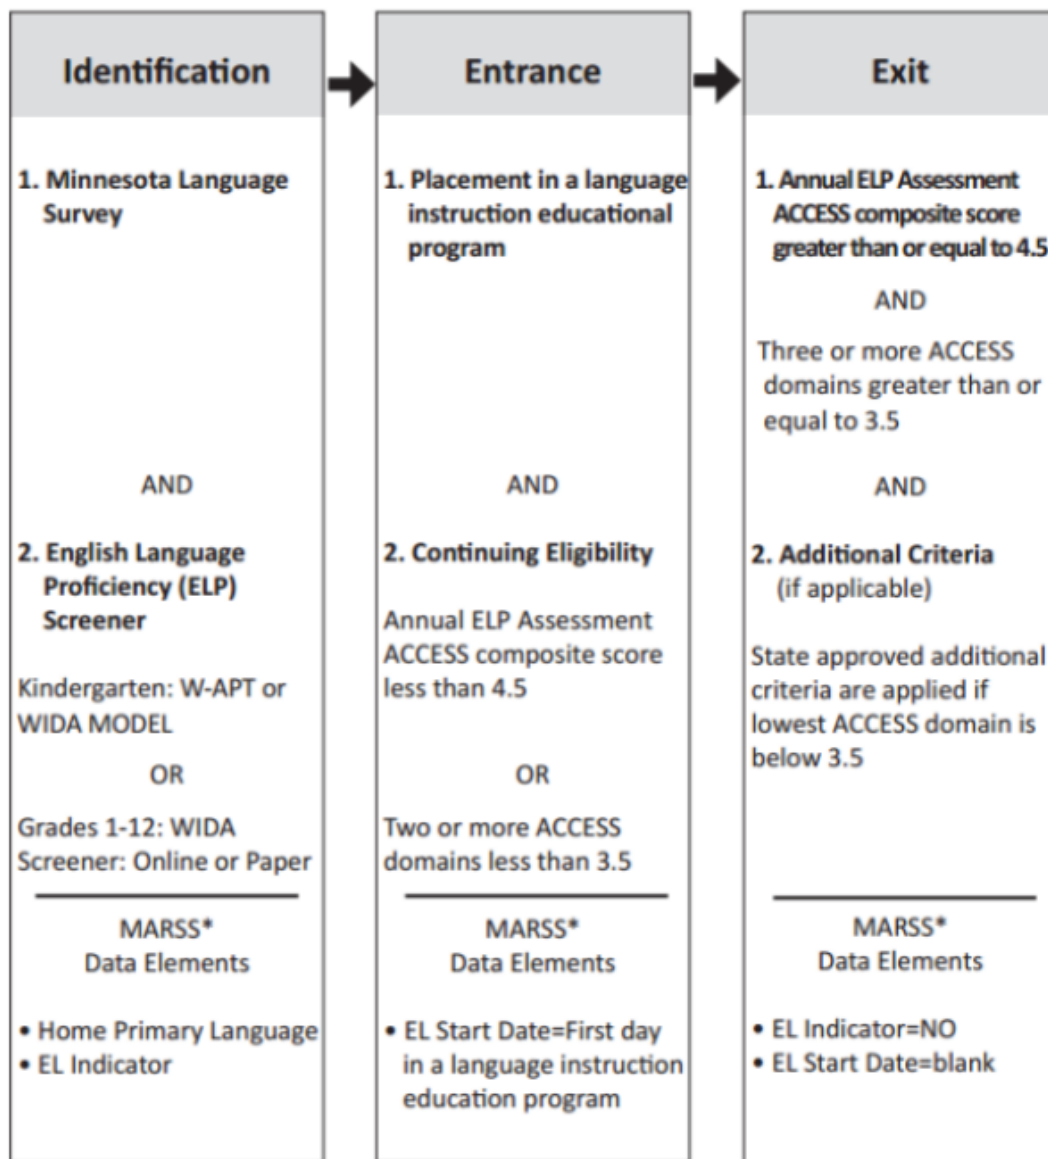 Identification
1. Minnesota Language
Survey
AND
2. English Language
Proficiency (ELP)
Screener
Kindergarten: W-APT or
WIDA MODEL
OR
Grades 1-12: WIDA
Screener: Online or Paper
MARSS*
Data Elements
• Home Primary Language
• EL Indicator
Entrance
1. Placement in a language
instruction educational
program
AND
2. Continuing Eligibility
Annual ELP Assessment
ACCESS composite score
less than 4.5
OR
Two or more ACCESS
domains less than 3.5
MARSS*
Data Elements
• EL Start Date=First day
in a language instruction
education program
Exit
1. Annual ELP Assessment
ACCESS composite score
greater than or equal to 4.5
AND
Three or more ACCESS
domains greater than or
equal to 3.5
AND
2. Additional Criteria
(if applicable)
State approved additional
criteria are applied if
lowest ACCESS domain is
below 3.5
MARSS*
Data Elements
• EL Indicator=NO
• EL Start Date=blank